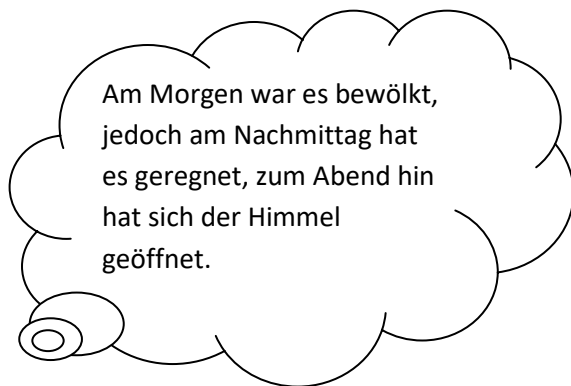 Am Morgen war es bewölkt,
jedoch am Nachmittag hat
es geregnet, zum Abend hin
hat sich der Himmel
geöffnet.